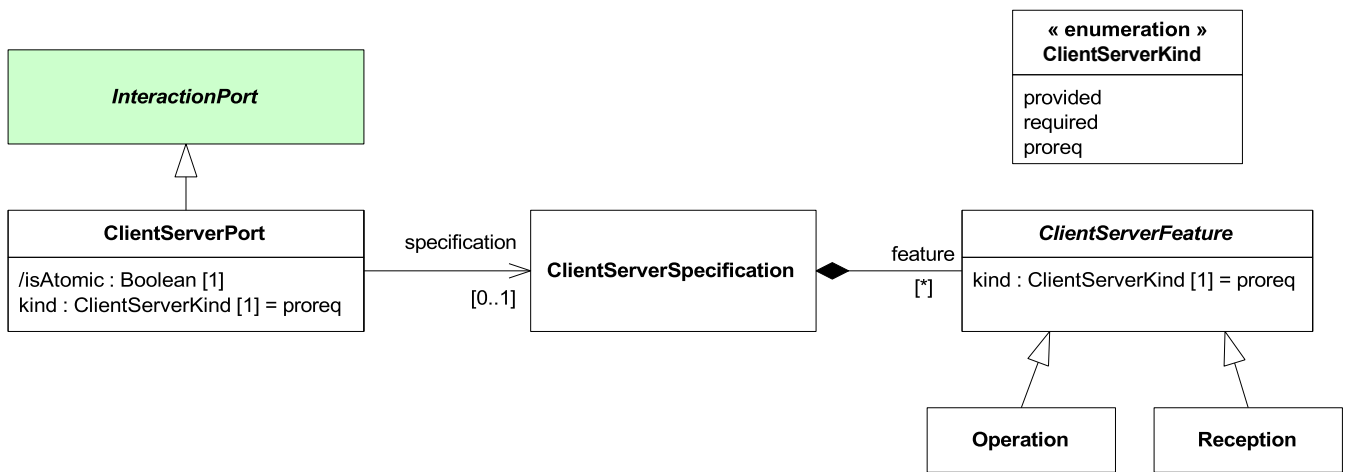 « enumeration »
ClientServerKind
provided
required
proreq
InteractionPort
ClientServerPort
/isAtomic : Boolean [1]
kind : ClientServerKind [1] = proreq
specification
[0..1]
ClientServerSpecification
feature
[*]
ClientServerFeature
kind : ClientServerKind [1] = proreq
Operation
Reception